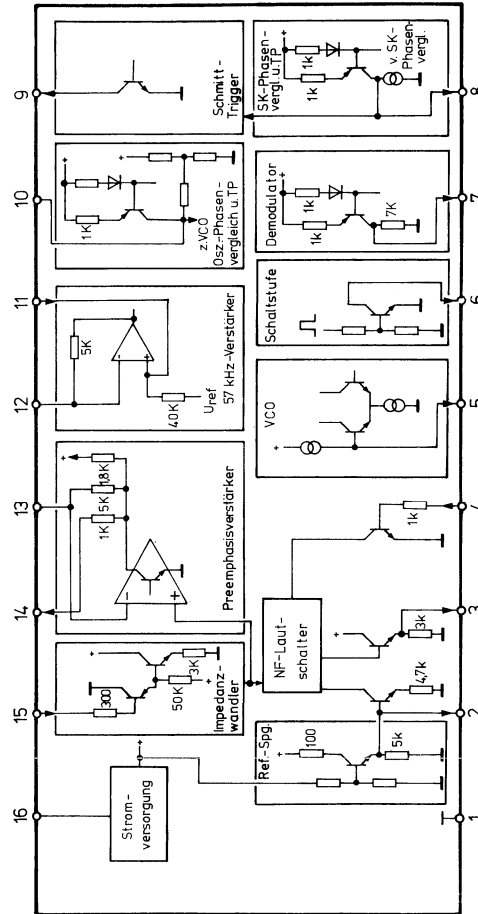 16
15
14
13
12
11
10
9
Strom-
versorgung
+
300
+
50K
3K
+
Impedanz-
wandler
+
1K
5K
1,8K
−
+
Preemphasisverstärker
5K
−
+
40K
Uref
57 kHz-Verstärker
+
1K
+
z.VCO
Osz.-Phasen-
vergleich u.TP
Schmitt-
Trigger
Ref.-Spg.
+
100
5k
4,7k
NF-Laut-
schalter
+
3k
1k
VCO
+
Schaltstufe
Demodulator
+
1k
1k
7K
SK-Phasen-
vergl.u.TP
+
1k
1k
v. SK-
Phasen-
vergl.
1
2
3
4
5
6
7
8